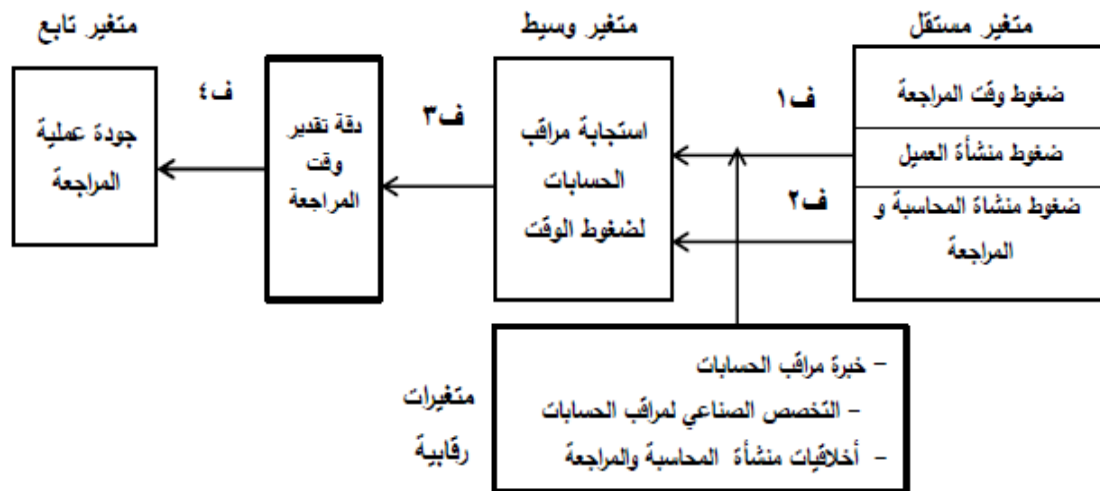 متغير مستقل
متغير وسيط
متغير تابع
ضغوط وقت المراجعة
ضغوط منشأة العميل
ضغوط منشاة المحاسبة و
المراجعة
ف١
ف٢
استجابة مراقب
الحسابات
لضغوط الوقت
ف٣
دقة تقدير
وقت
المراجعة
ف٤
جودة عملية
المراجعة
متغيرات
رقابية
- خبرة مراقب الحسابات
- التخصص الصناعي لمراقب الحسابات
- أخلاقيات منشأة المحاسبة والمراجعة